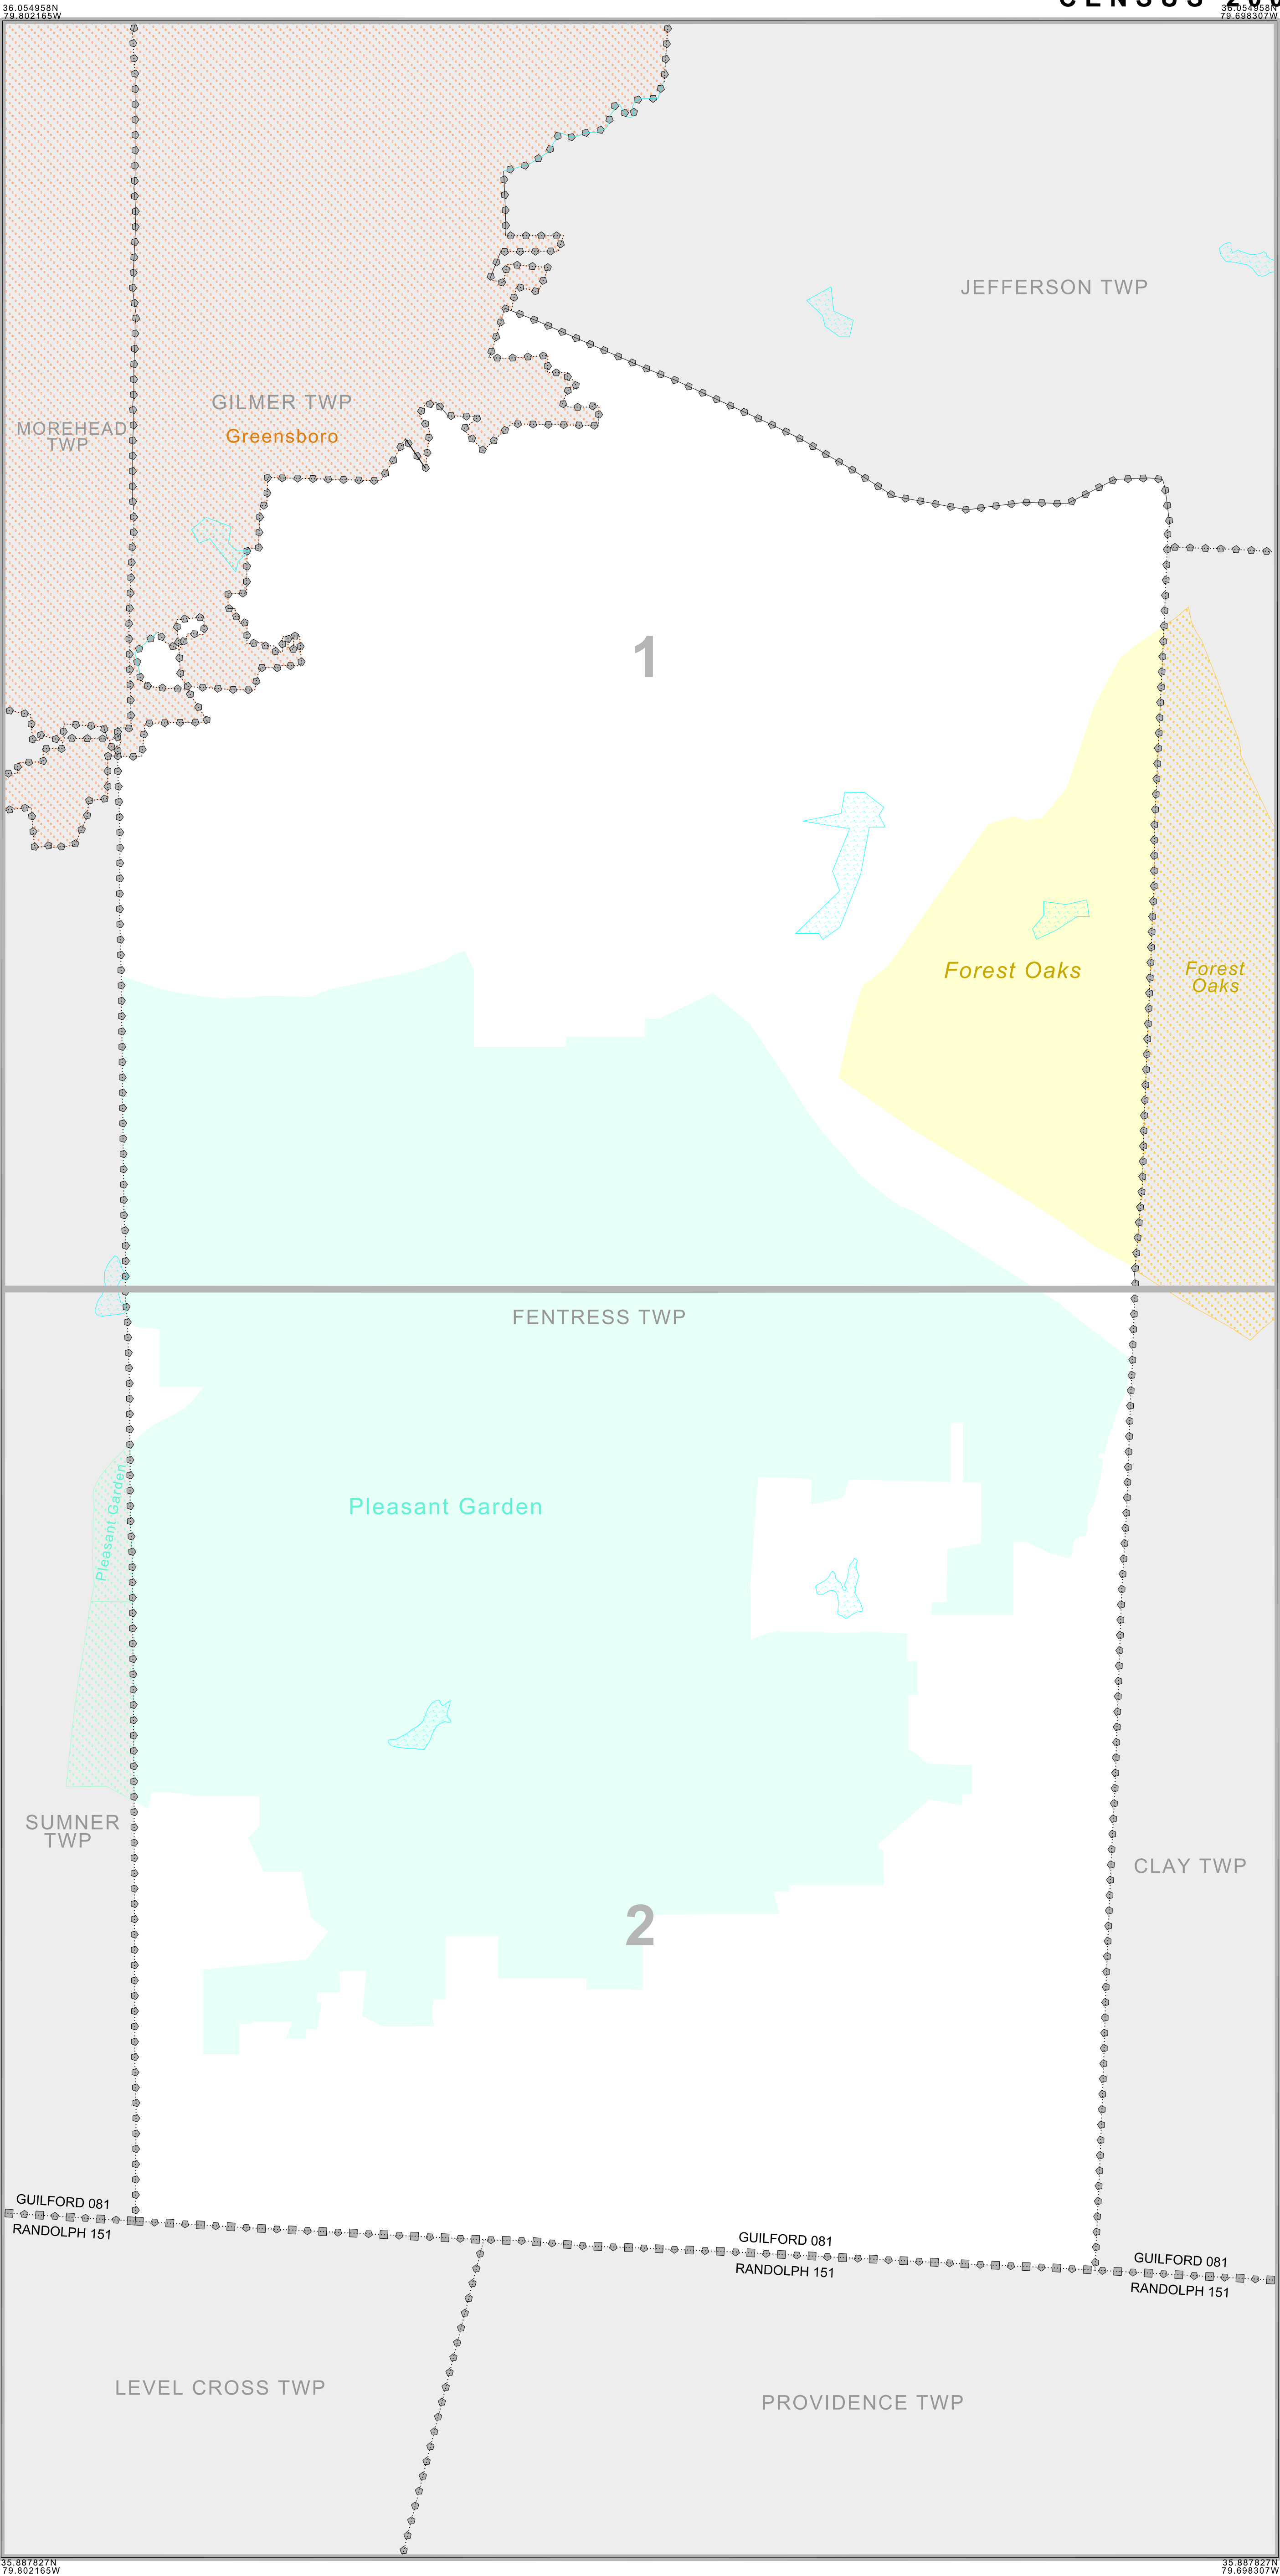 CENSUS 200
36.054958N
79.802165W
36.054958N
79.698307W
JEFFERSON TWP
GILMER TWP
MOREHEAD
TWP
Greensboro
1
Forest Oaks
Forest
Oaks
FENTRESS TWP
Pleasant Garden
Pleasant Garden
SUMNER
TWP
CLAY TWP
2
GUILFORD 081
RANDOLPH 151
GUILFORD 081
RANDOLPH 151
GUILFORD 081
RANDOLPH 151
LEVEL CROSS TWP
PROVIDENCE TWP
35.887827N
79.802165W
35.887827N
79.698307W